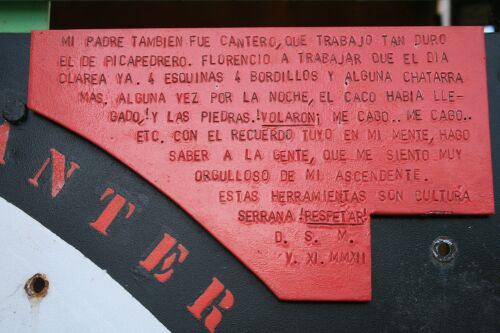 MI PADRE TAMBIEN FUE CANTERO, QUE TRABAJO TAN DURO
EL DE PICAPEDRERO. FLORENCIO A TRABAJAR QUE EL DIA
CLAREA YA. 4 ESQUINAS 4 BORDILLOS Y ALGUNA CHATARRA
MAS. ALGUNA VEZ POR LA NOCHE, EL CACO HABIA LLE-
GADO,! Y LAS PIEDRAS.!VOLARON¡ ME CAGO.. ME CAGO..
ETC. CON EL RECUERDO TUYO EN MI MENTE, HAGO
SABER A LA GENTE, QUE ME SIENTO MUY
ORGULLOSO DE MI ASCENDENTE.
ESTAS HERRAMIENTAS SON CULTURA
SERRANA !RESPETAR!
D. S. M.
V. XI. MMXII
ANTER